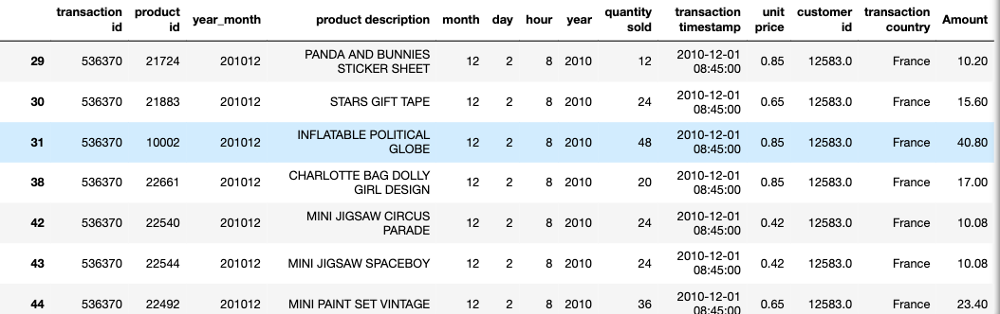 transaction id product id year_month product description month day hour year quantity sold transaction timestamp unit price customer id transaction country Amount
29 536370 21724 201012 PANDA AND BUNNIES STICKER SHEET 12 2 8 2010 12 2010-12-01 08:45:00 0.85 12583.0 France 10.20
30 536370 21883 201012 STARS GIFT TAPE 12 2 8 2010 24 2010-12-01 08:45:00 0.65 12583.0 France 15.60
31 536370 10002 201012 INFLATABLE POLITICAL GLOBE 12 2 8 2010 48 2010-12-01 08:45:00 0.85 12583.0 France 40.80
38 536370 22661 201012 CHARLOTTE BAG DOLLY GIRL DESIGN 12 2 8 2010 20 2010-12-01 08:45:00 0.85 12583.0 France 17.00
42 536370 22540 201012 MINI JIGSAW CIRCUS PARADE 12 2 8 2010 24 2010-12-01 08:45:00 0.42 12583.0 France 10.08
43 536370 22544 201012 MINI JIGSAW SPACEBOY 12 2 8 2010 24 2010-12-01 08:45:00 0.42 12583.0 France 10.08
44 536370 22492 201012 MINI PAINT SET VINTAGE 12 2 8 2010 36 2010-12-01 08:45:00 0.65 12583.0 France 23.40